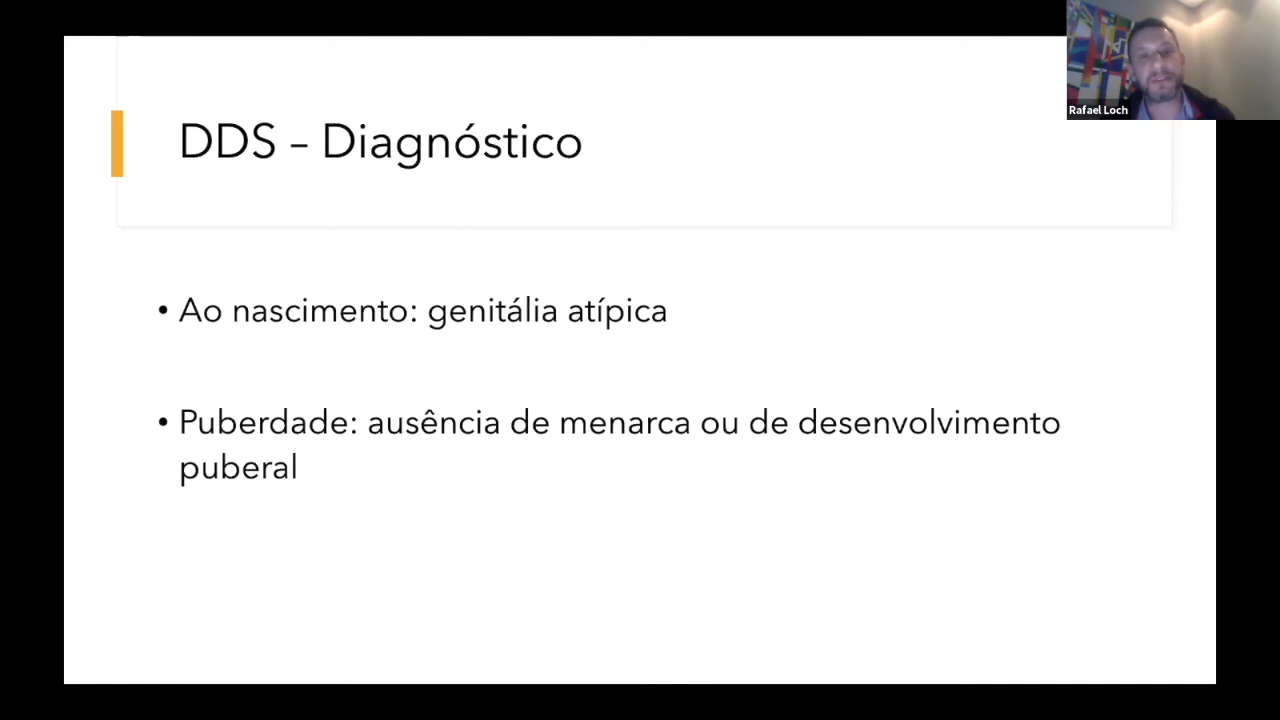 Rafael Loch
DDS – Diagnóstico
• Ao nascimento: genitália atípica
• Puberdade: ausência de menarca ou de desenvolvimento
puberal